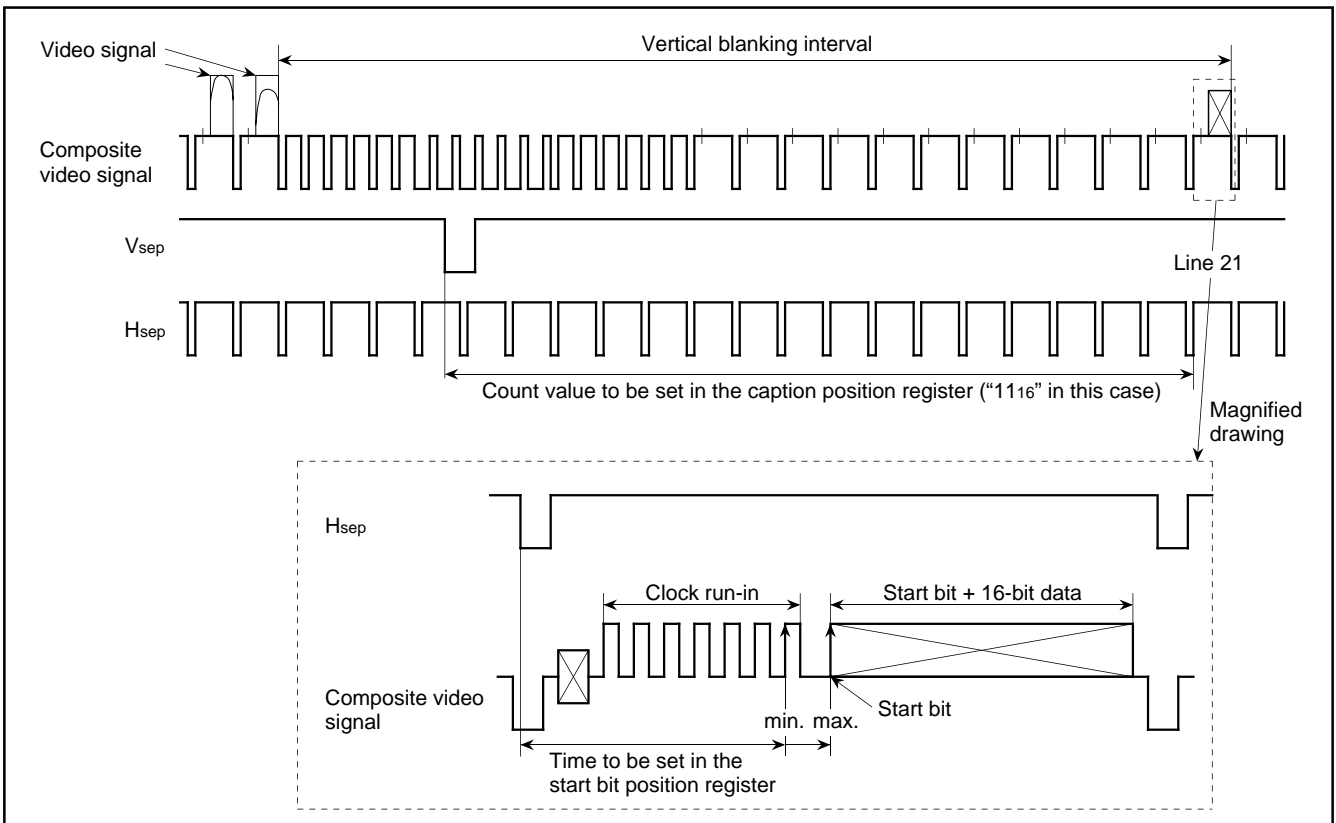 Video signal
Vertical blanking interval
Composite
video signal
Vsep
Line 21
Hsep
Count value to be set in the caption position register (“1116” in this case)
Magnified
drawing
Hsep
Clock run-in
Start bit + 16-bit data
Composite video
signal
min. max.
Start bit
Time to be set in the
start bit position register